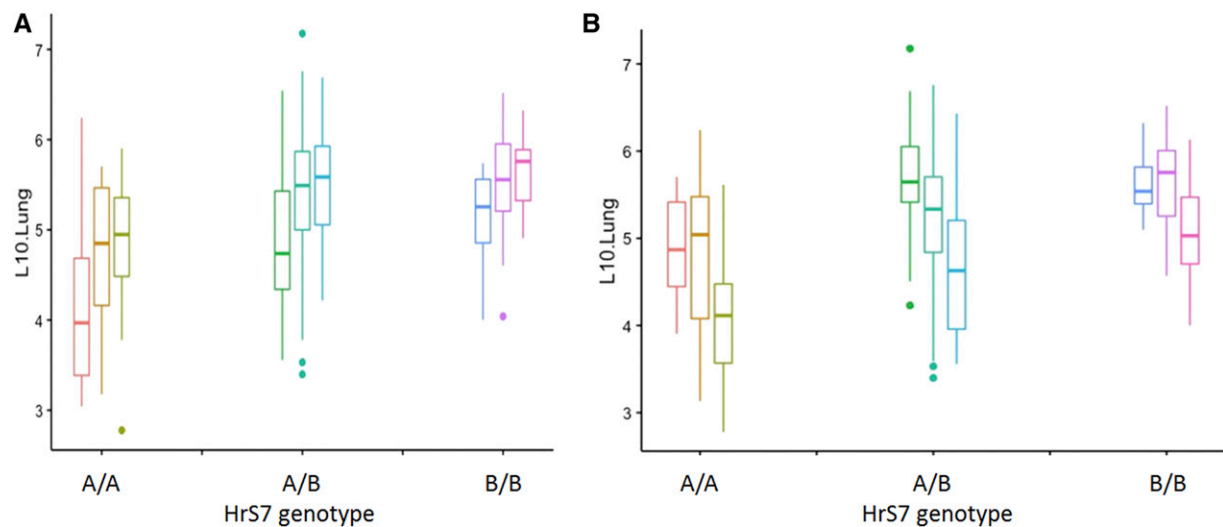 A
L10.Lung
7
6
5
4
3
A/A A/B B/B
HrS7 genotype
B
L10.Lung
7
6
5
4
3
A/A A/B B/B
HrS7 genotype